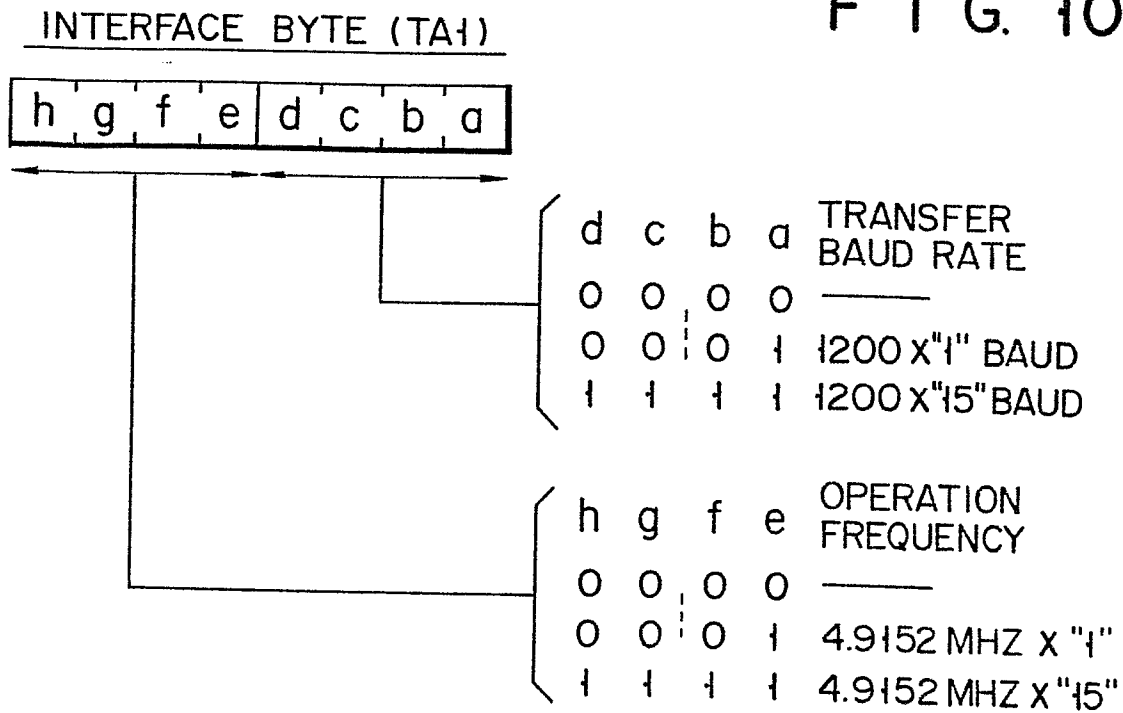 FIG. 10
INTERFACE BYTE (TA1)
h g f e d c b a
d c b a TRANSFER
BAUD RATE
0 0 0 0 ——
0 0 0 1 1200 X "1" BAUD
1 1 1 1 1200 X "15" BAUD
h g f e OPERATION
FREQUENCY
0 0 0 0 ——
0 0 0 1 4.9152 MHZ X "1"
1 1 1 1 4.9152 MHZ X "15"